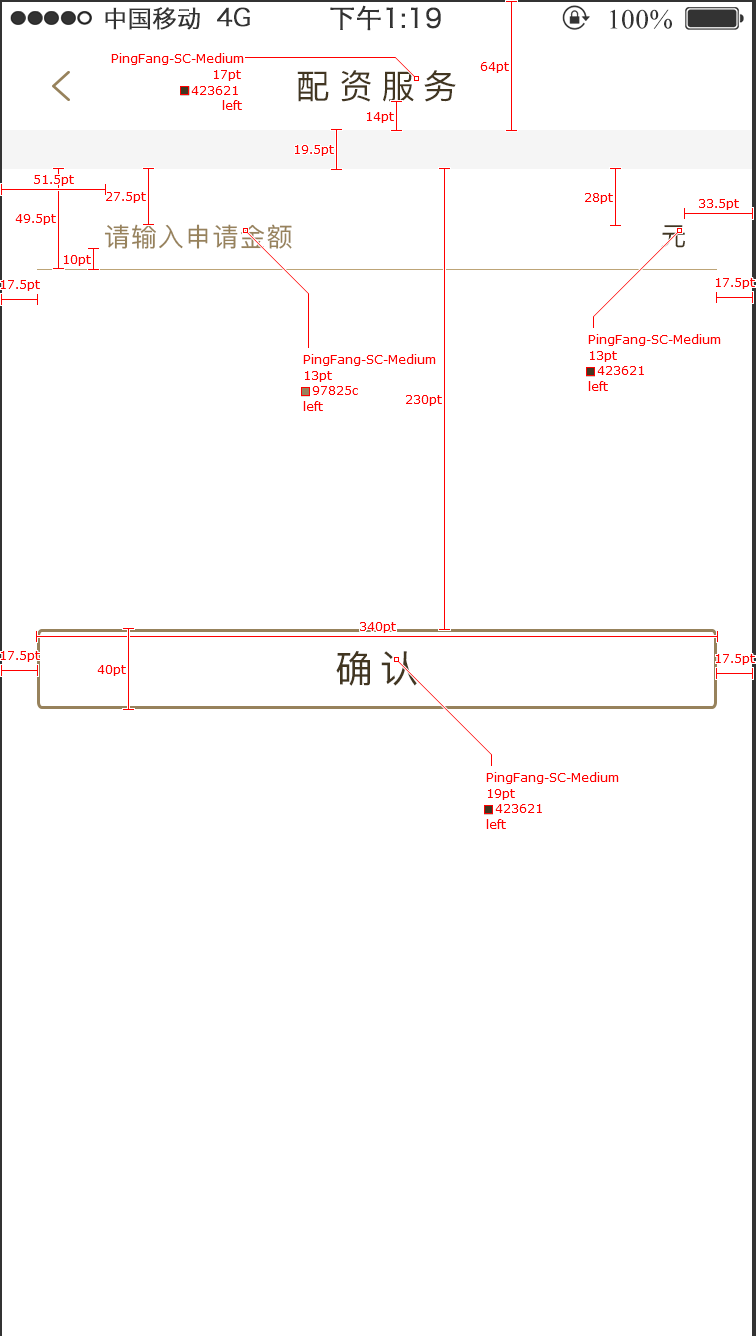 中国移动 4G 下午1:19 100%
PingFang-SC-Medium
17pt
423621
left
配资服务
64pt
14pt
19.5pt
51.5pt
27.5pt
28pt
33.5pt
49.5pt
请输入申请金额
元
10pt
17.5pt
17.5pt
PingFang-SC-Medium
13pt
97825c
left
PingFang-SC-Medium
13pt
423621
left
230pt
340pt
17.5pt
40pt
确认
17.5pt
PingFang-SC-Medium
19pt
423621
left